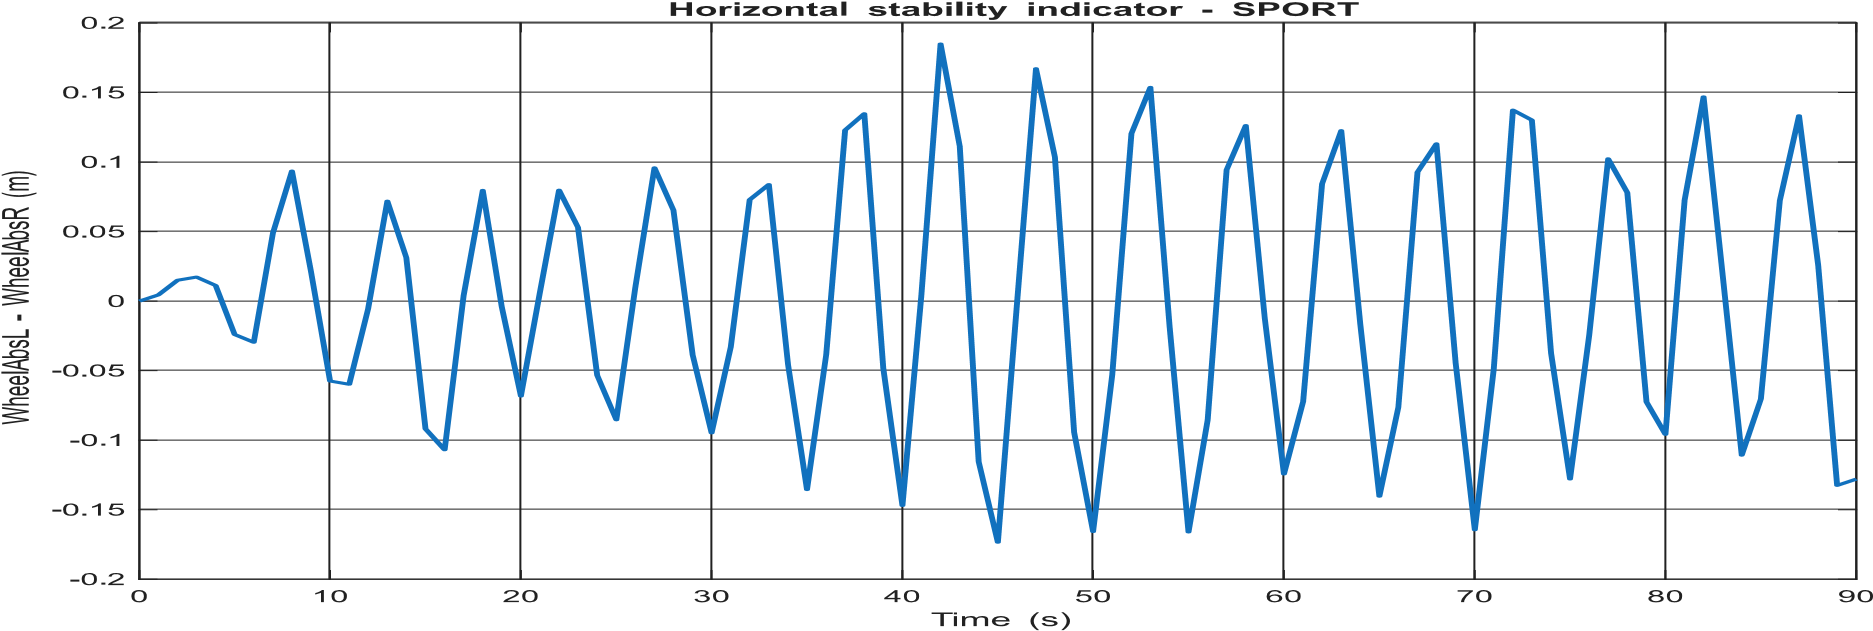 Horizontal stability indicator - SPORT
WheelAbsL - WheelAbsR (m)
0.2
0.15
0.1
0.05
0
-0.05
-0.1
-0.15
-0.2
0 10 20 30 40 50 60 70 80 90
Time (s)